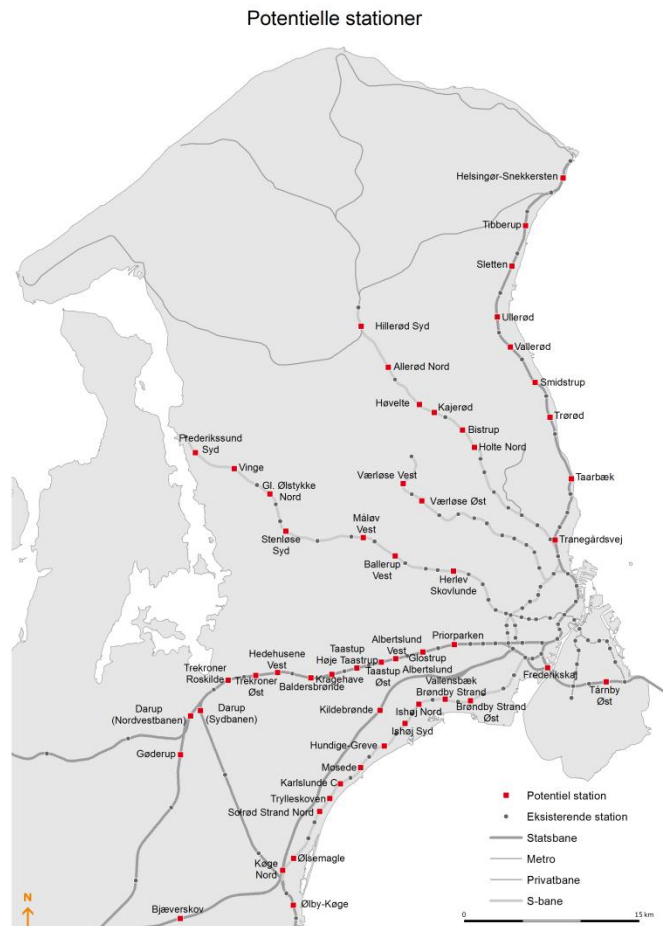 Potentielle stationer
Helsingør-Snekkersten
Tibberup
Sletten
Ullerød
Hillerød Syd
Vallerød
Allerød Nord
Smidstrup
Høvelte
Kajerød
Trørød
Bistrup
Frederikssund
Syd
Holte Nord
Vinge
Værløse Vest
Taarbæk
Gl. Ølstykke
Nord
Værløse Øst
Måløv
Vest
Stenløse
Syd
Tranegårdsvej
Ballerup
Vest
Herlev
Skovlunde
Albertslund
Vest
Priorparken
Hedehusene
Vest
Taastup
Høje Taastrup
Glostrup
Albertslund
Trekroner
Roskilde
Trekroner
Øst
Baldersbrønde
Kragehave
Taastup
Øst
Vallensbæk
Frederikskaj
Tårnby
Øst
Darup
(Nordvestbanen)
Darup
(Sydbanen)
Kildebrønde
Brøndby Strand
Ishøj Nord
Brøndby Strand
Øst
Ishøj Syd
Gøderup
Hundige-Greve
Mosede
Karlslunde C
Trylleskoven
Solrød Strand Nord
Ølsemagle
Køge
Nord
Ølby-Køge
Bjæverskov
Potentiel station
Eksisterende station
Statsbane
Metro
Privatbane
S-bane
N
0
15 km